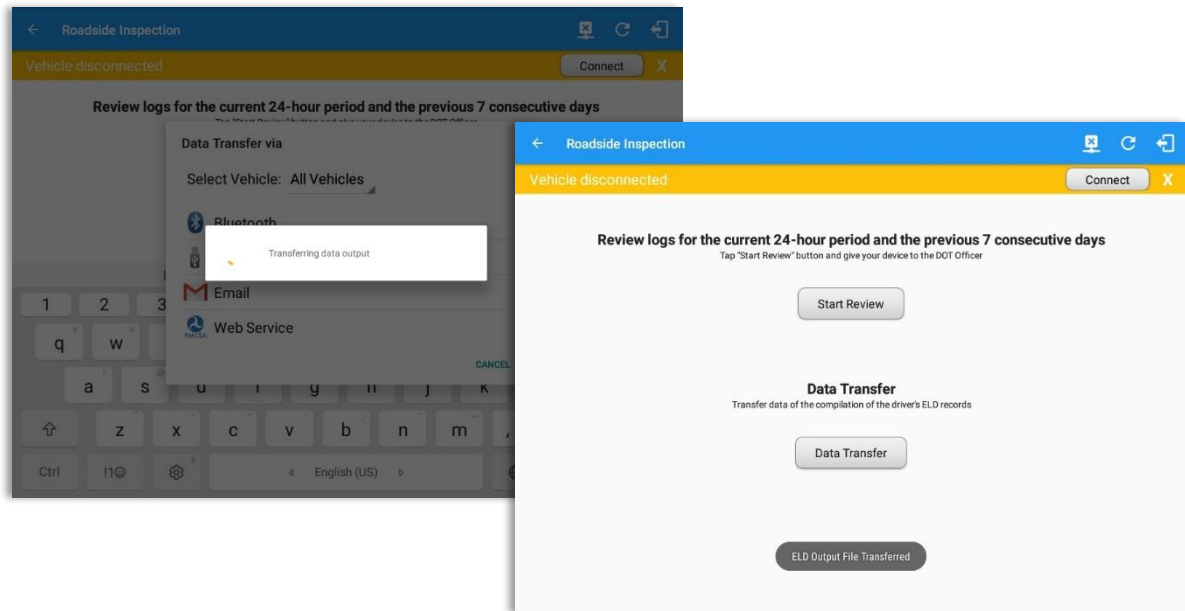 Roadside Inspection
Vehicle disconnected
Connect X
Review logs for the current 24-hour period and the previous 7 consecutive days
Data Transfer via
Select Vehicle: All Vehicles
Bluetooth
Transferring data output
Email
FMCSA Web Service
CANCEL
1 2 3
q w
a s u i y h j k
z x c v b n m ,
Ctrl !1☺ English (US)
Roadside Inspection
Vehicle disconnected
Connect X
Review logs for the current 24-hour period and the previous 7 consecutive days
Tap "Start Review" button and give your device to the DOT Officer
Start Review
Data Transfer
Transfer data of the compilation of the driver's ELD records
Data Transfer
ELD Output File Transferred